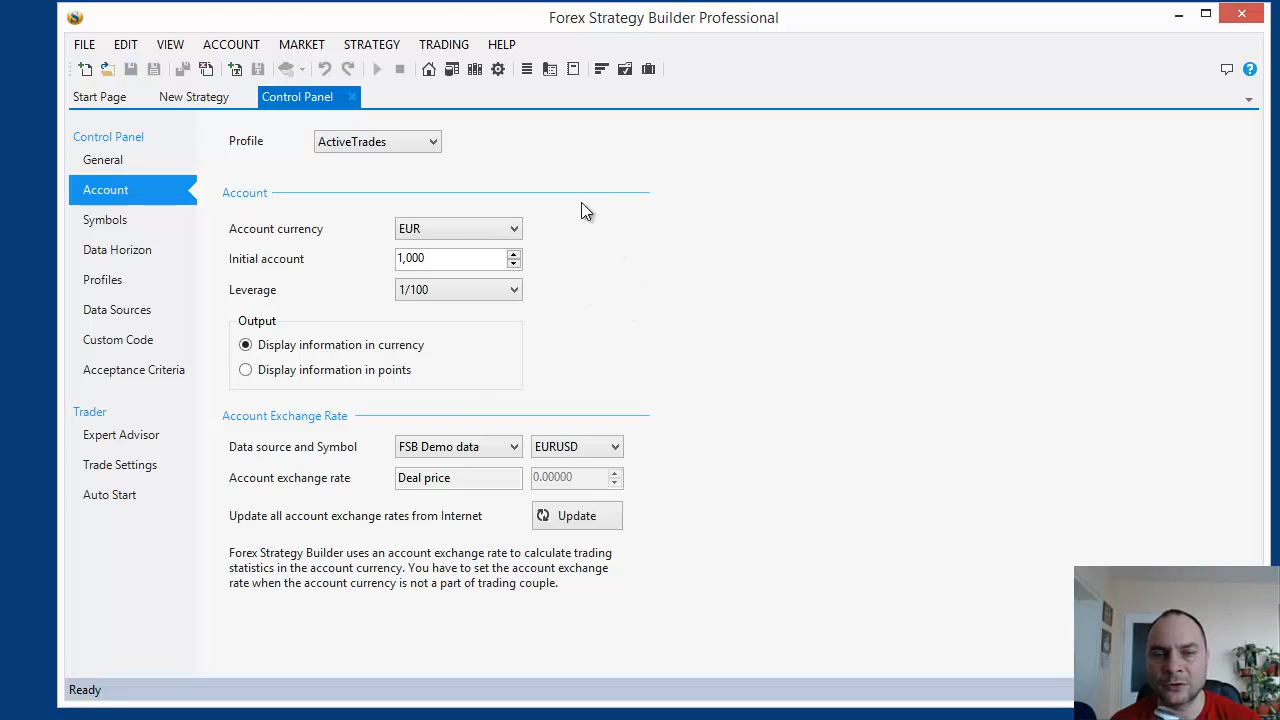 Forex Strategy Builder Professional
FILE EDIT VIEW ACCOUNT MARKET STRATEGY TRADING HELP
Start Page New Strategy Control Panel
Control Panel
General
Account
Symbols
Data Horizon
Profiles
Data Sources
Custom Code
Acceptance Criteria
Trader
Expert Advisor
Trade Settings
Auto Start
Profile ActiveTrades
Account
Account currency EUR
Initial account 1,000
Leverage 1/100
Output
Display information in currency
Display information in points
Account Exchange Rate
Data source and Symbol FSB Demo data EURUSD
Account exchange rate Deal price 0.00000
Update all account exchange rates from Internet Update
Forex Strategy Builder uses an account exchange rate to calculate trading
statistics in the account currency. You have to set the account exchange
rate when the account currency is not a part of trading couple.
Ready